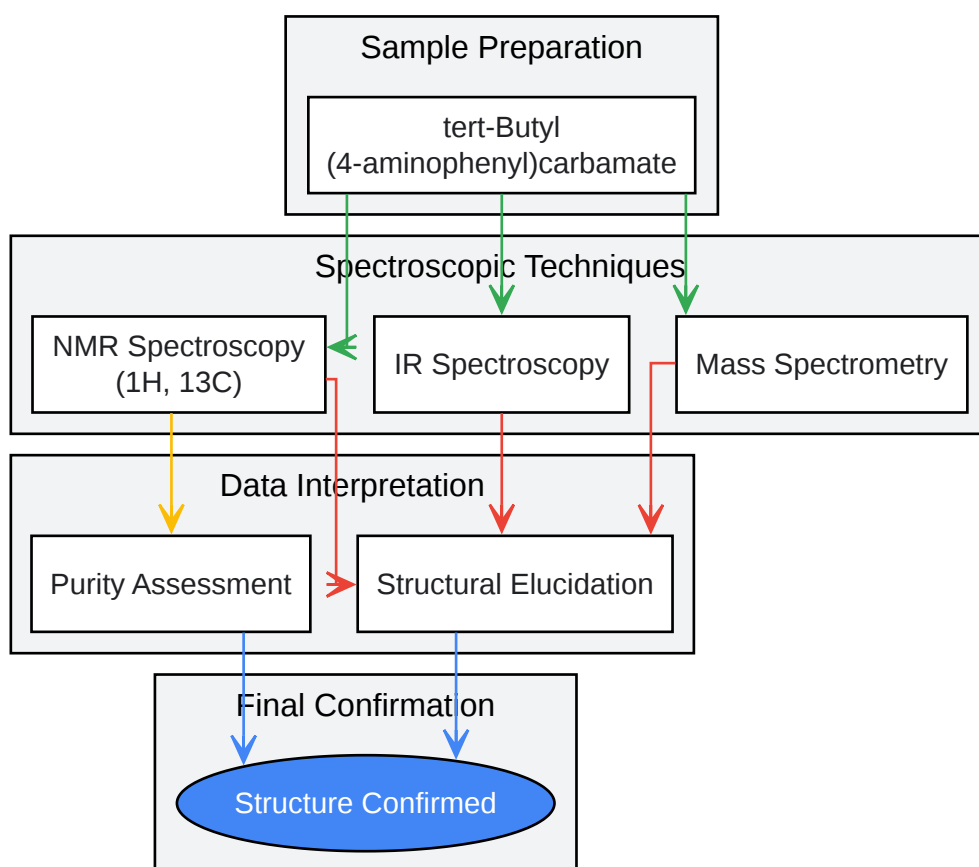 Sample Preparation
tert-Butyl
(4-aminophenyl)carbamate
Spectroscopic Techniques
NMR Spectroscopy
(1H, 13C)
IR Spectroscopy
Mass Spectrometry
Data Interpretation
Purity Assessment
Structural Elucidation
Final Confirmation
Structure Confirmed